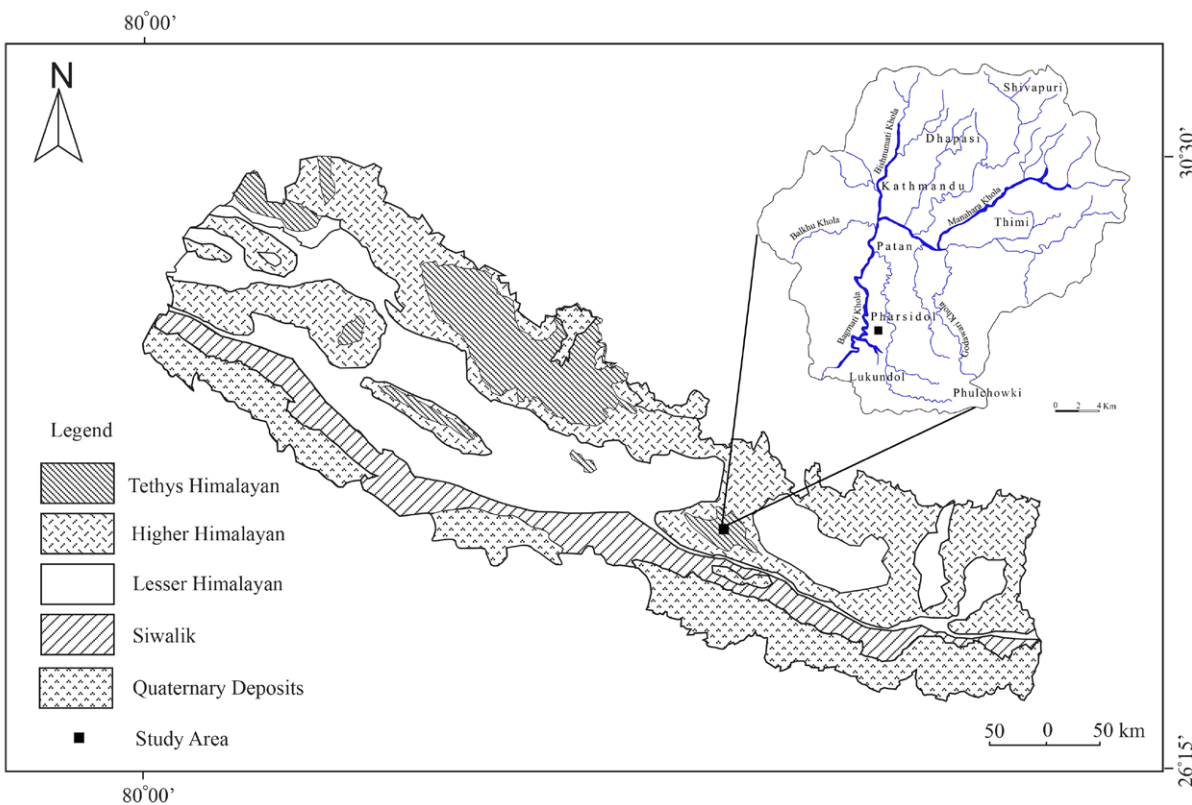 80°00'
N
30°30'
Shivapuri
Bishnumati Khola
Dhapasi
Kathmandu
Manahara Khola
Balkhu Khola
Thimi
Patan
Bagmati Khola
Pharsidol
Godawari Khola
Lukundol
Phulchowki
0 2 4 Km
Legend
Tethys Himalayan
Higher Himalayan
Lesser Himalayan
Siwalik
Quaternary Deposits
Study Area
50 0 50 km
26°15'
80°00'